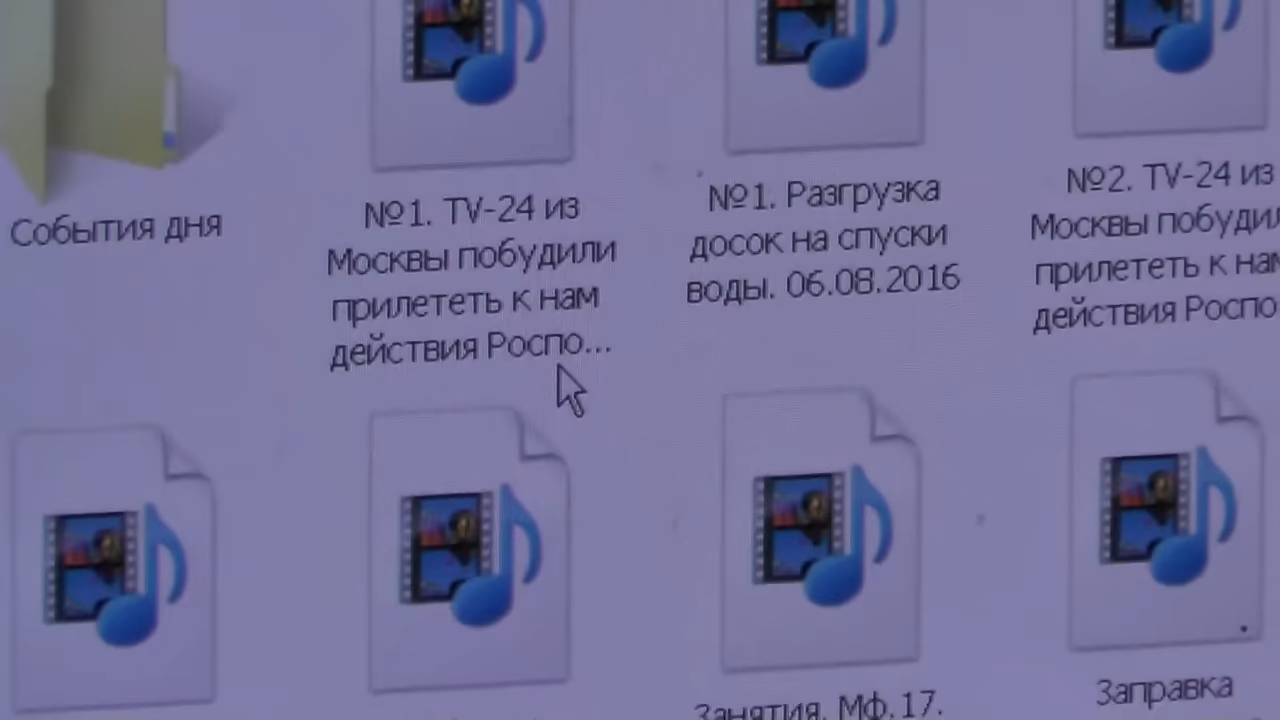 События дня
№1. TV-24 из
Москвы побудили
прилететь к нам
действия Роспо...
№1. Разгрузка
досок на спуски
воды. 06.08.2016
№2. TV-24 из
Москвы побудил
прилететь к нам
действия Роспо
Занятия. Мф.17.
Заправка